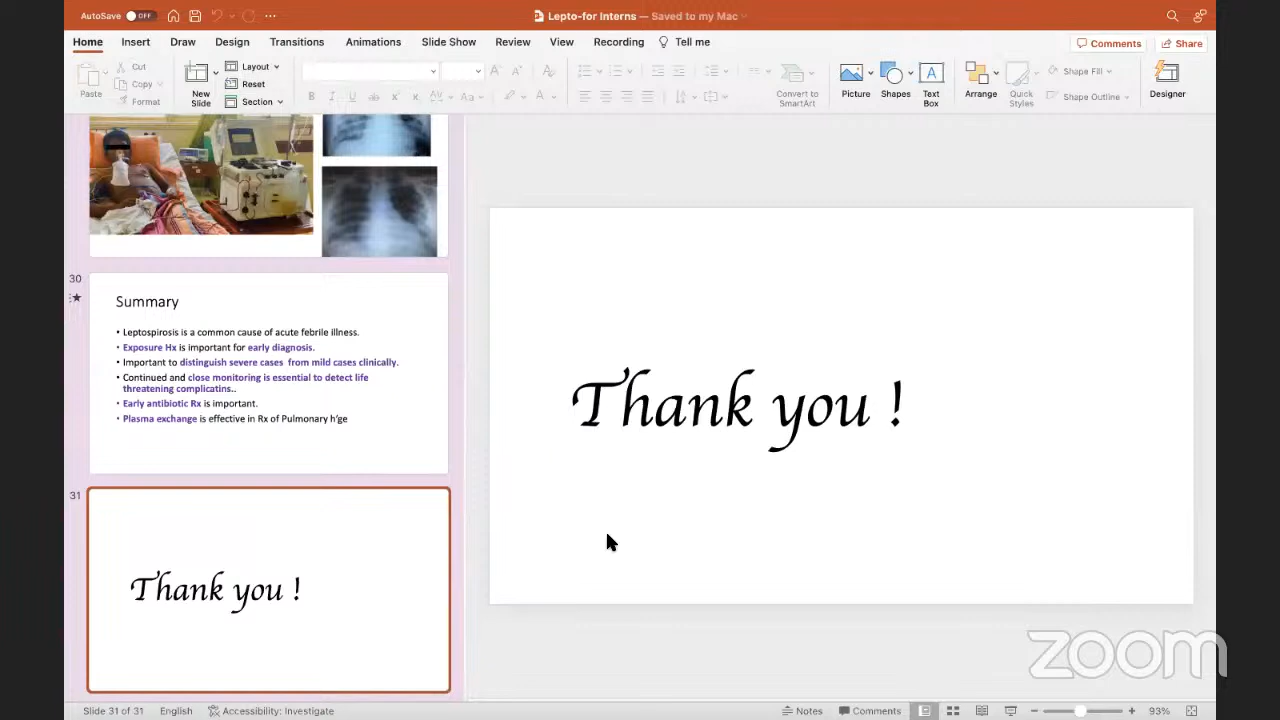 AutoSave OFF
Lepto-for Interns — Saved to my Mac
Home Insert Draw Design Transitions Animations Slide Show Review View Recording Tell me
Comments Share
Paste
Cut
Copy
Format
New Slide
Layout
Reset
Section
Convert to SmartArt
Picture
Shapes
Text Box
Arrange
Quick Styles
Shape Fill
Shape Outline
Designer
30
Summary
• Leptospirosis is a common cause of acute febrile illness.
• Exposure Hx is important for early diagnosis.
• Important to distinguish severe cases from mild cases clinically.
• Continued and close monitoring is essential to detect life
threatening complicatins..
• Early antibiotic Rx is important.
• Plasma exchange is effective in Rx of Pulmonary h'ge
31
Thank you !
Thank you !
zoom
Slide 31 of 31 English Accessibility: Investigate Notes Comments 93%